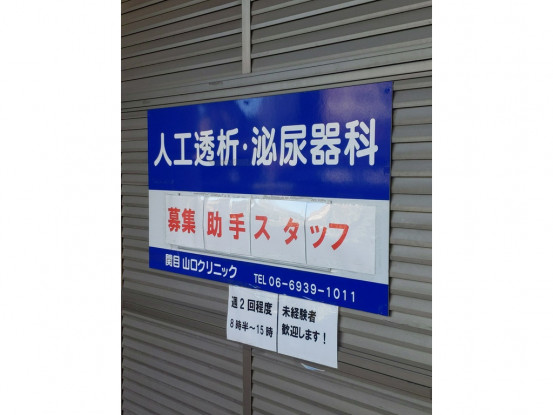 人工透析・泌尿器科
募集 助手スタッフ
関目 山口クリニック
TEL 06-6939-1011
週2回程度
8時半～15時
未経験者
歓迎します！